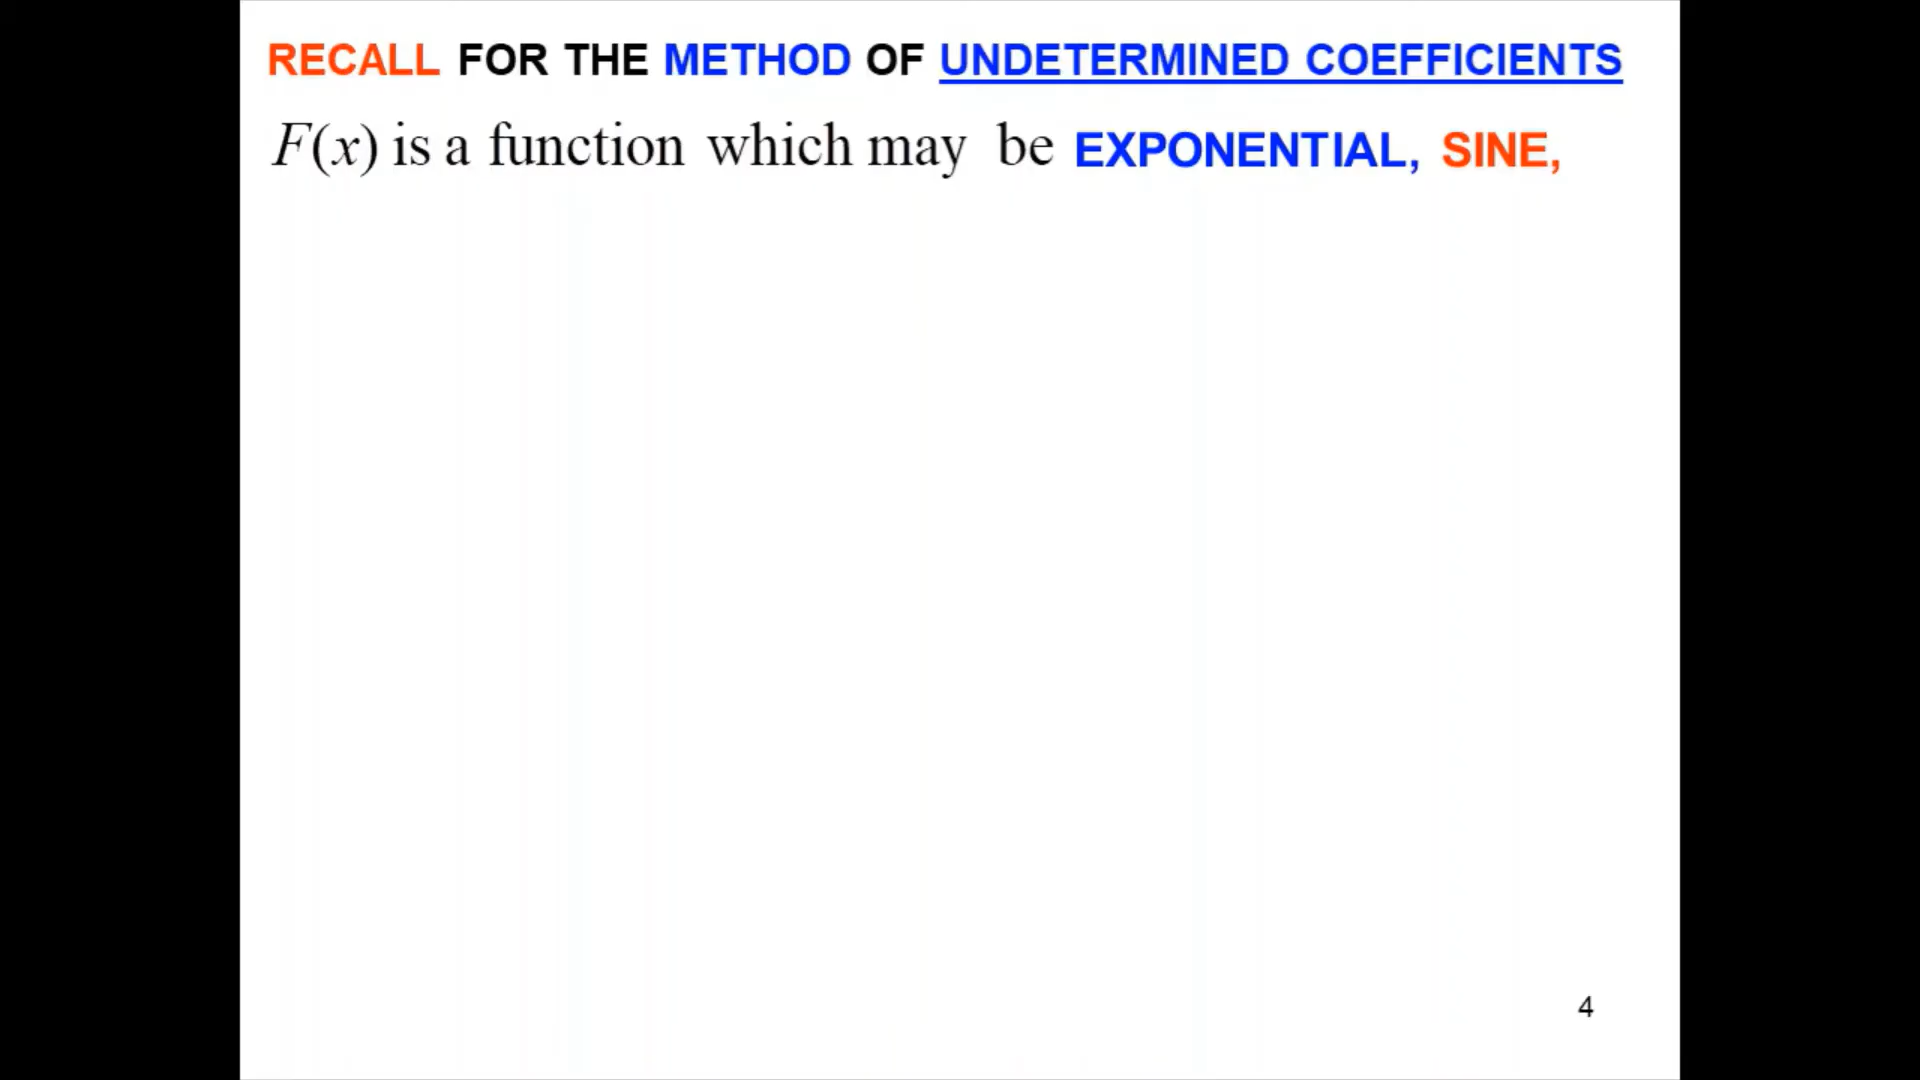 RECALL FOR THE METHOD OF UNDETERMINED COEFFICIENTS
F(x) is a function which may be EXPONENTIAL, SINE,
4